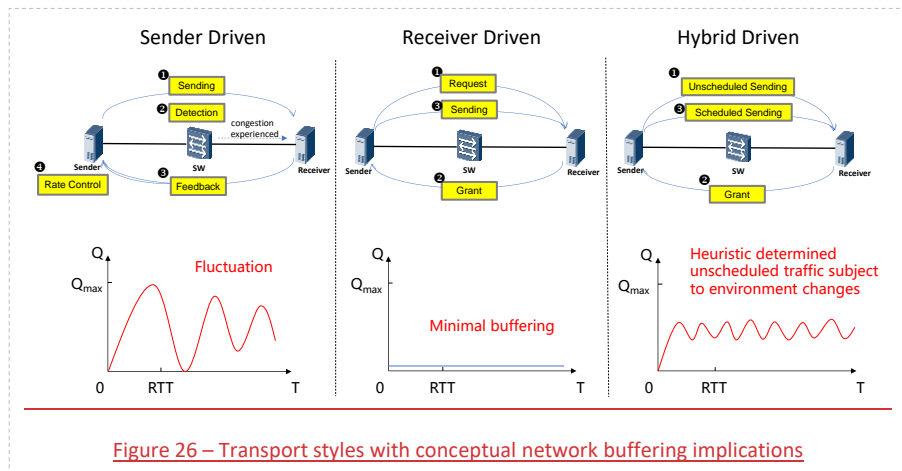 Sender Driven
❶
Sending
❷
Detection
congestion
experienced
Sender
SW
Receiver
❹
Rate Control
❸
Feedback
Q
Qmax
Fluctuation
0
RTT
T
Receiver Driven
❶
Request
❸
Sending
Sender
SW
Receiver
❷
Grant
Q
Qmax
Minimal buffering
0
RTT
T
Hybrid Driven
❶
Unscheduled Sending
❸
Scheduled Sending
Sender
SW
Receiver
❷
Grant
Q
Qmax
Heuristic determined
unscheduled traffic subject
to environment changes
0
RTT
T
Figure 26 – Transport styles with conceptual network buffering implications